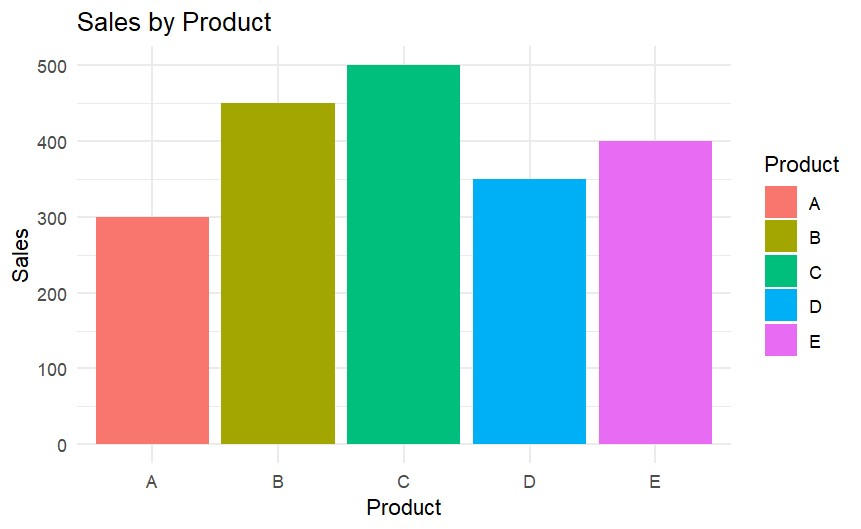 Sales by Product
500
400
300
200
100
0
Sales
A B C D E
Product
Product
A
B
C
D
E